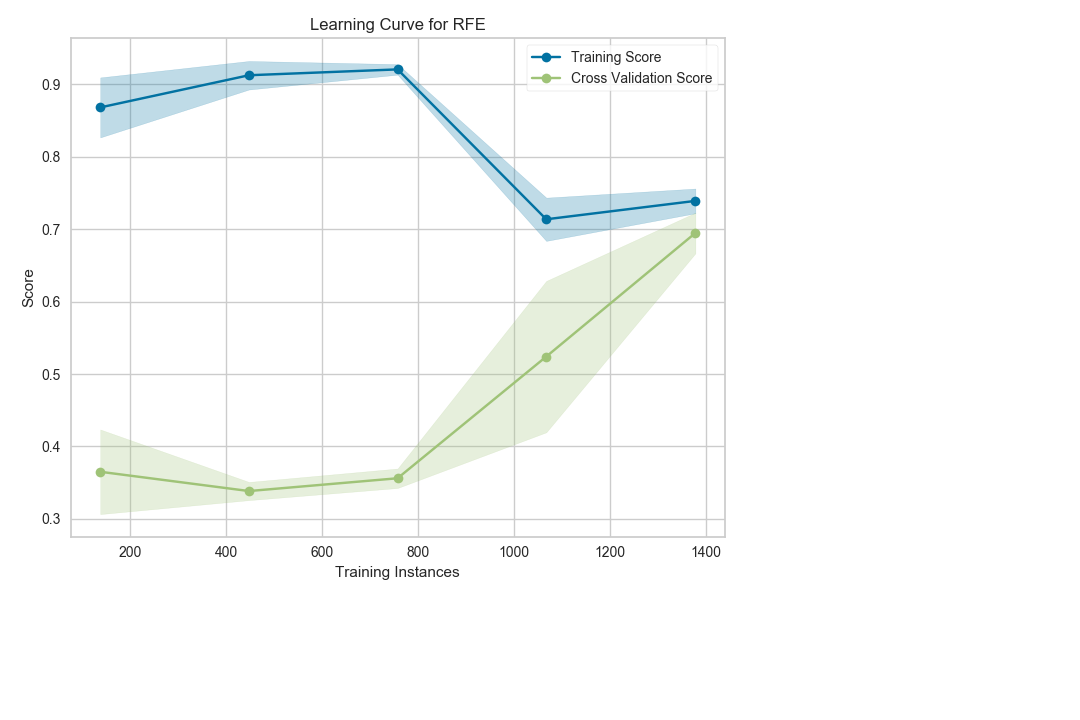 Learning Curve for RFE
Training Score
Cross Validation Score
Score
0.9
0.8
0.7
0.6
0.5
0.4
0.3
200 400 600 800 1000 1200 1400
Training Instances